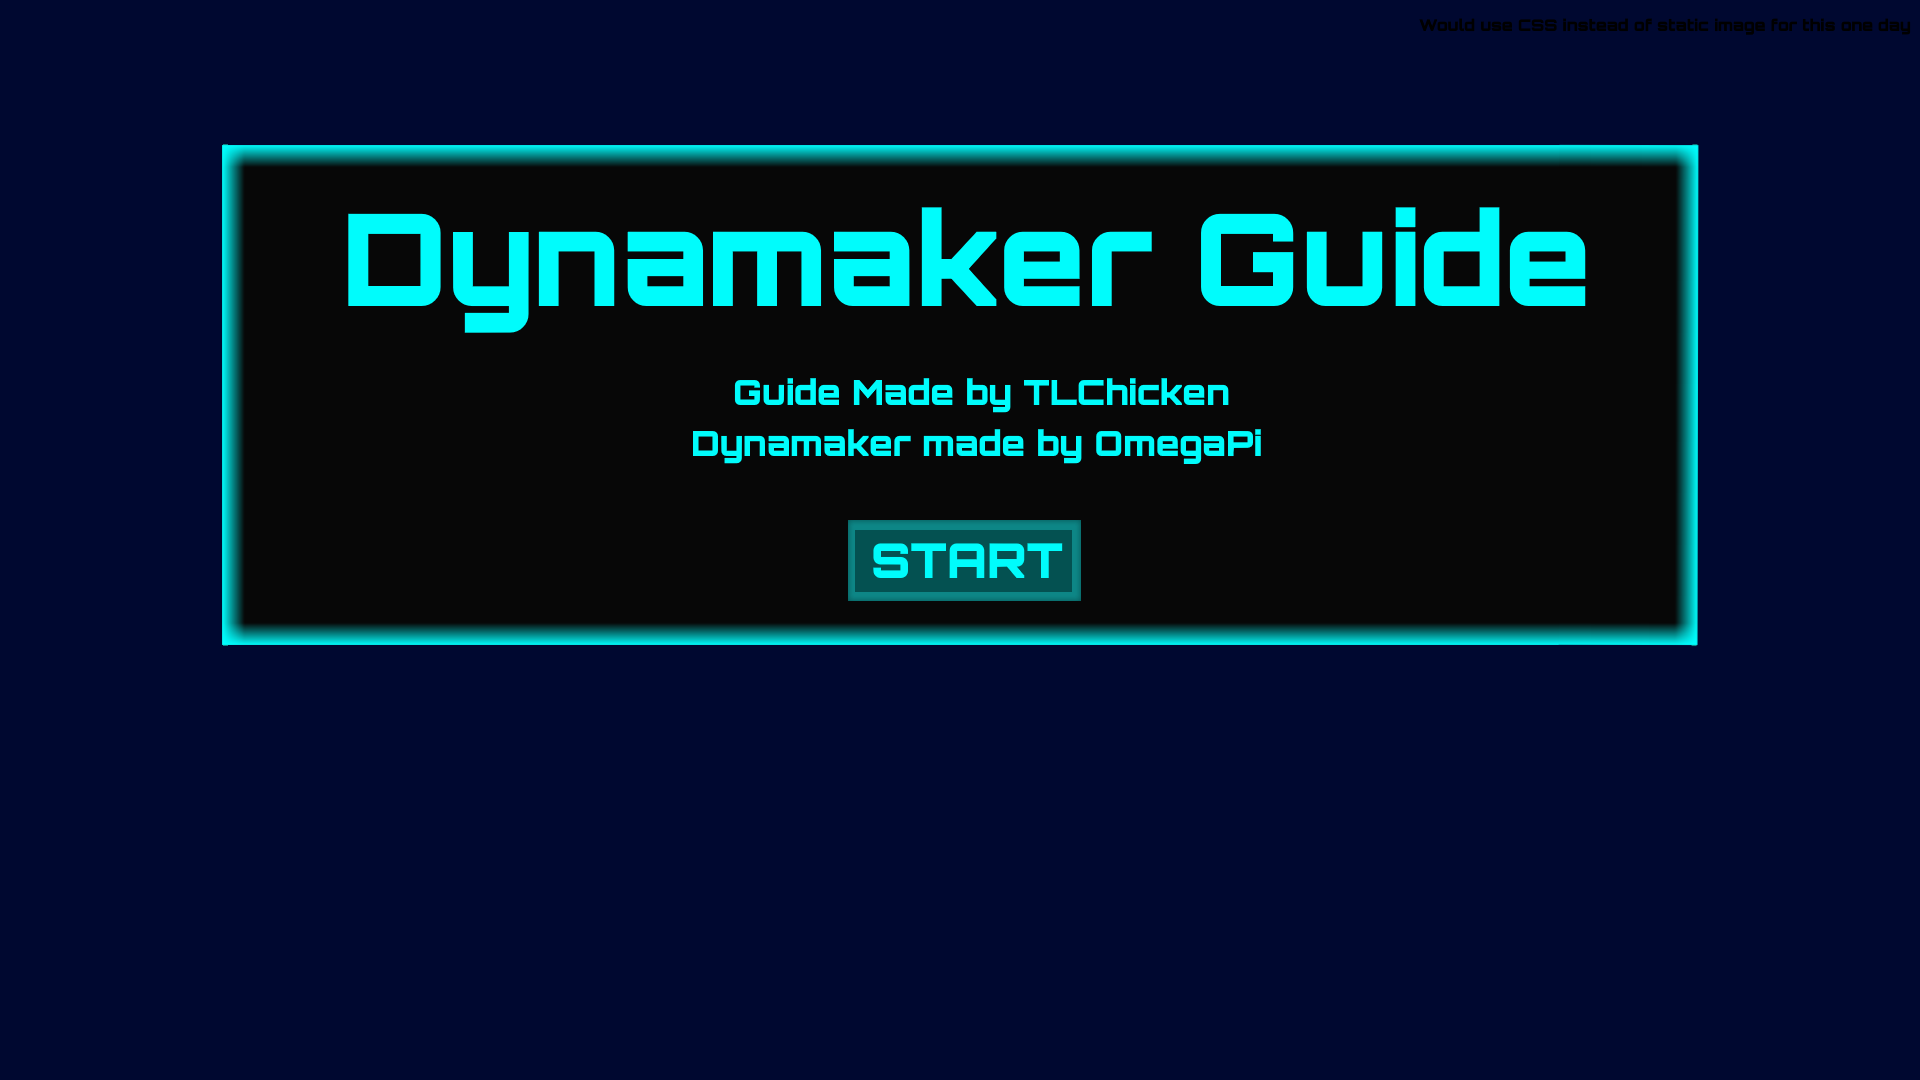 Would use CSS instead of static image for this one day
Dynamaker Guide
Guide Made by TLChicken
Dynamaker made by OmegaPi
START